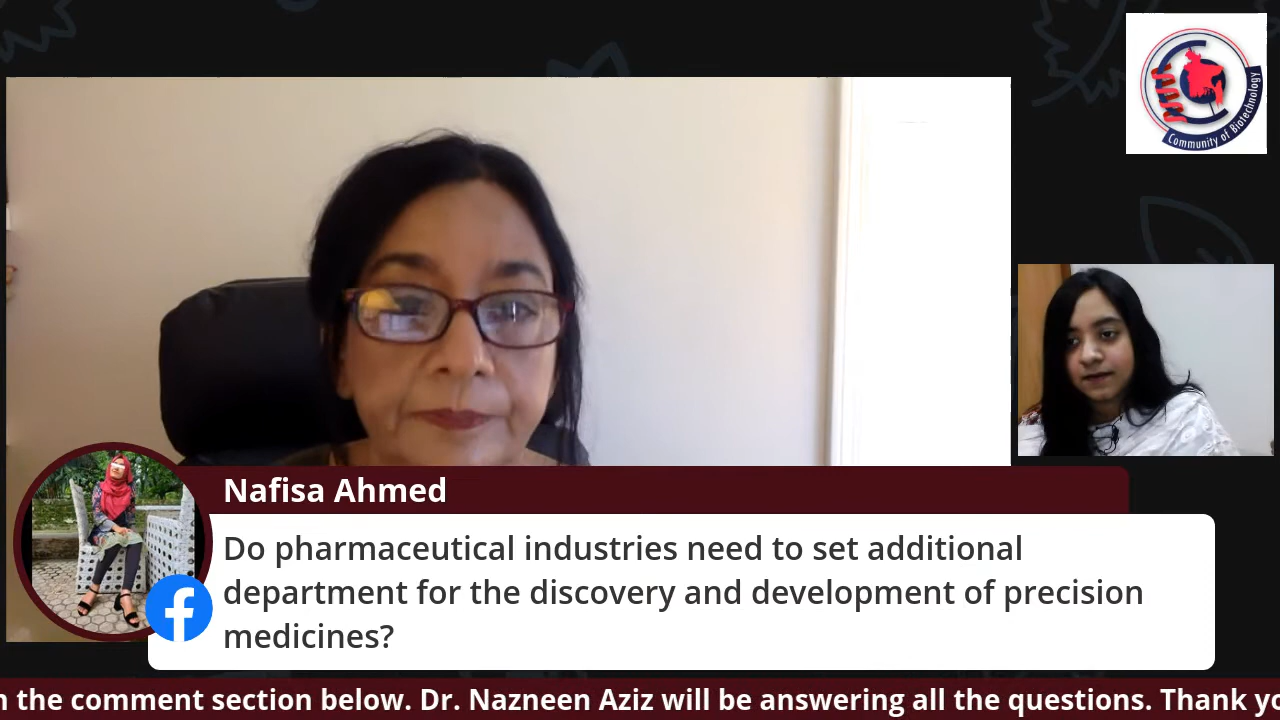 Community of Biotechnology
Nafisa Ahmed
Do pharmaceutical industries need to set additional
department for the discovery and development of precision
medicines?
the comment section below. Dr. Nazneen Aziz will be answering all the questions. Thank